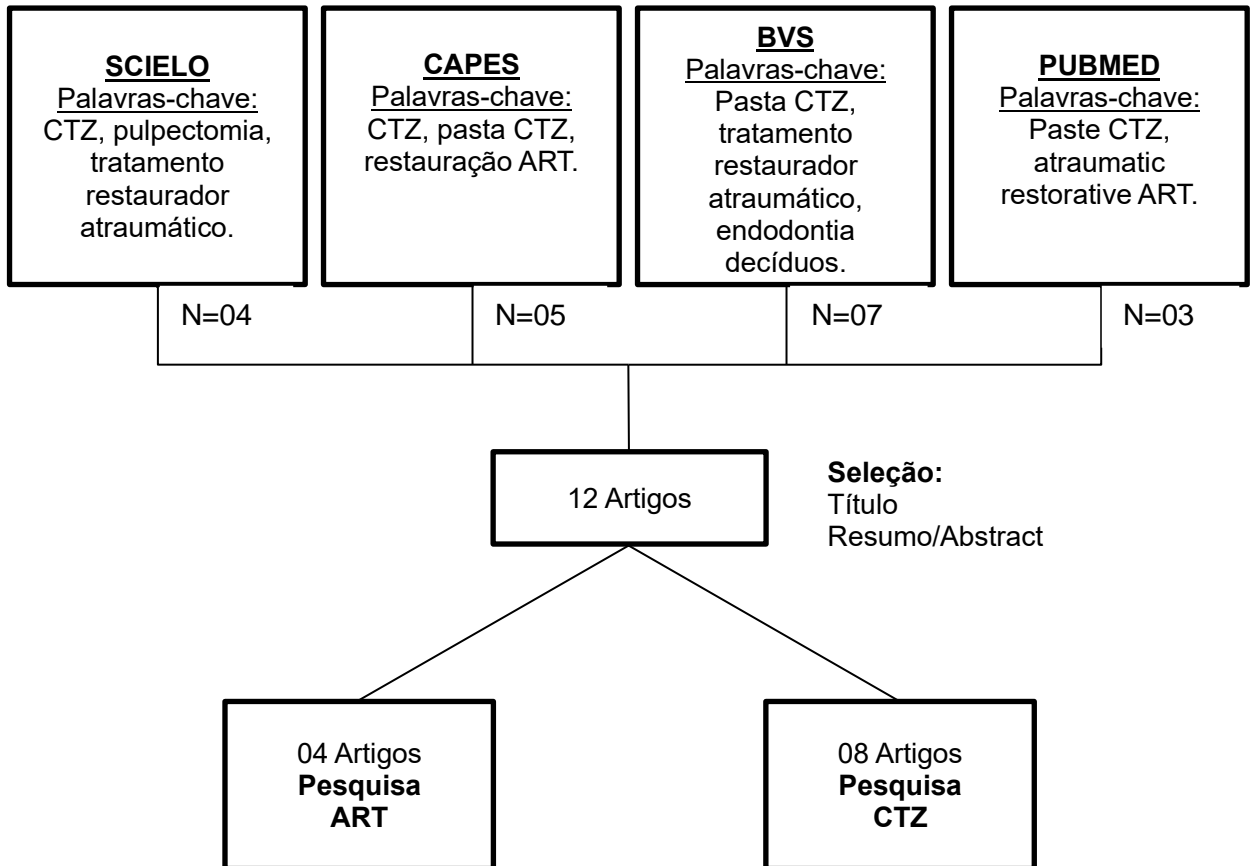 SCIELO
Palavras-chave:
CTZ, pulpectomia,
tratamento
restaurador
atraumático.
CAPES
Palavras-chave:
CTZ, pasta CTZ,
restauração ART.
BVS
Palavras-chave:
Pasta CTZ,
tratamento
restaurador
atraumático,
endodontia
decíduos.
PUBMED
Palavras-chave:
Paste CTZ,
atraumatic
restorative ART.
N=04
N=05
N=07
N=03
12 Artigos
Seleção:
Título
Resumo/Abstract
04 Artigos
Pesquisa
ART
08 Artigos
Pesquisa
CTZ